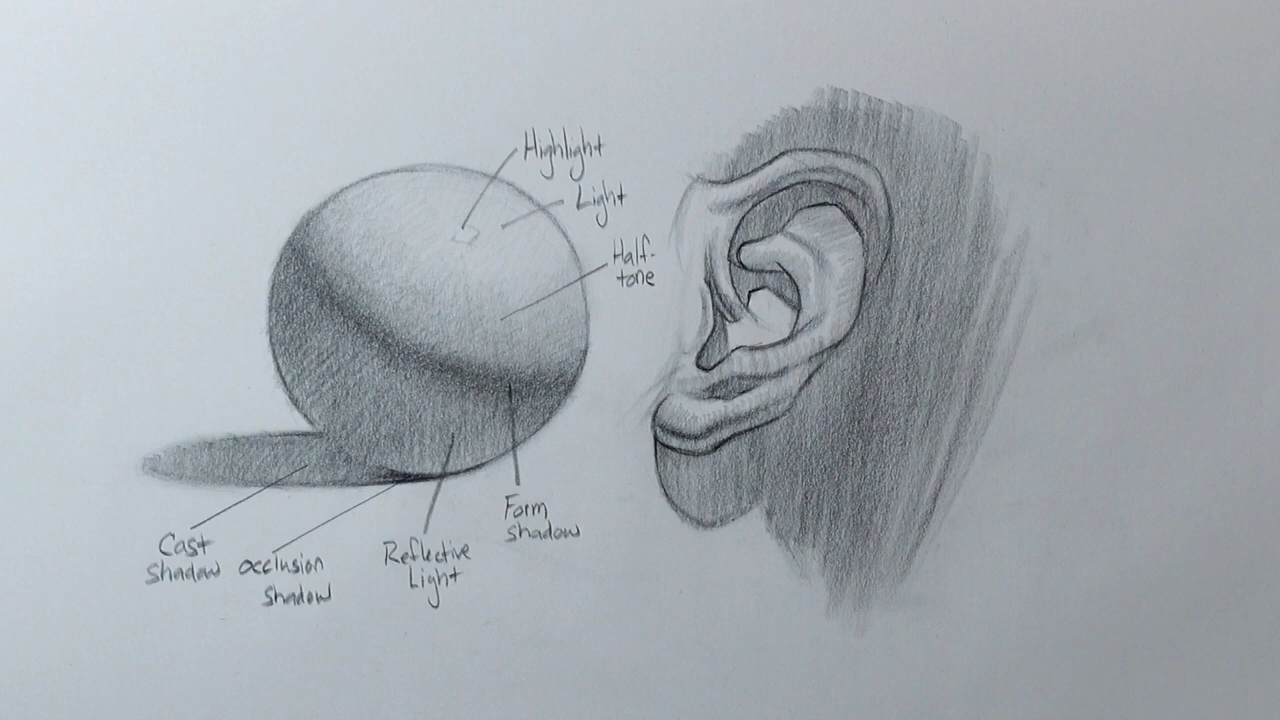 Highlight
Light
Half-
tone
Form
shadow
Reflective
Light
Cast
Shadow
occlusion
shadow